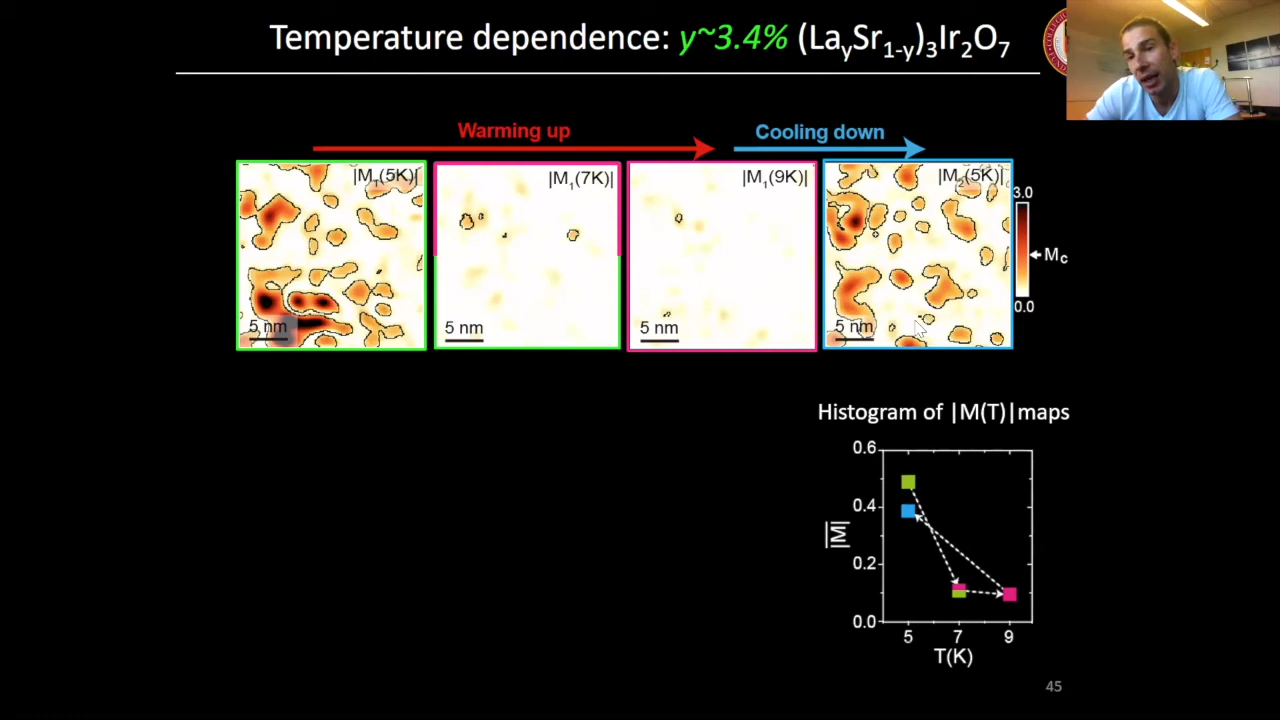 Temperature dependence: y~3.4% (LaySr1-y)3Ir2O7
Warming up
Cooling down
|MT(5K)|
|M1(7K)|
|M1(9K)|
|M2(5K)|
3.0
Mc
0.0
5 nm
5 nm
5 nm
5 nm
Histogram of |M(T)|maps
0.6
0.4
0.2
0.0
|M|
5
7
9
T(K)
45